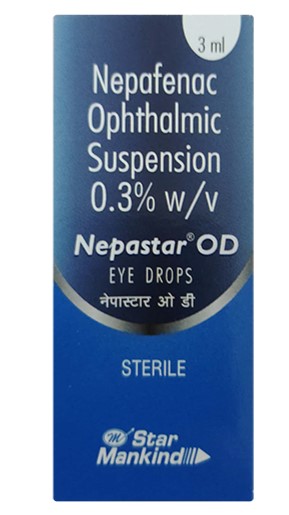 3 ml
Nepafenac
Ophthalmic
Suspension
0.3% w/v
Nepastar® OD
EYE DROPS
नेपास्टार ओ डी
STERILE
m Star
Mankind